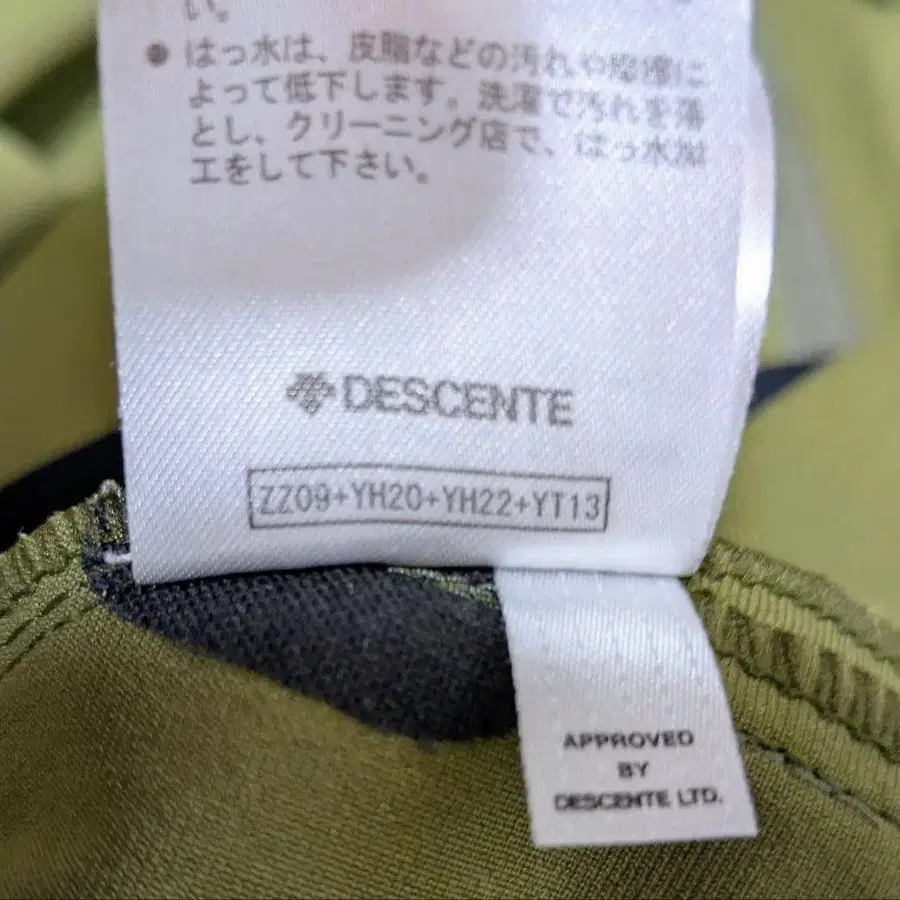 い。
● はっ水は、皮脂などの汚れや摩擦に
よって低下します。洗濯で汚れを落
とし、クリーニング店で、はっ水加
工をして下さい。
DESCENTE
ZZ09+YH20+YH22+YT13
APPROVED
BY
DESCENTE LTD.